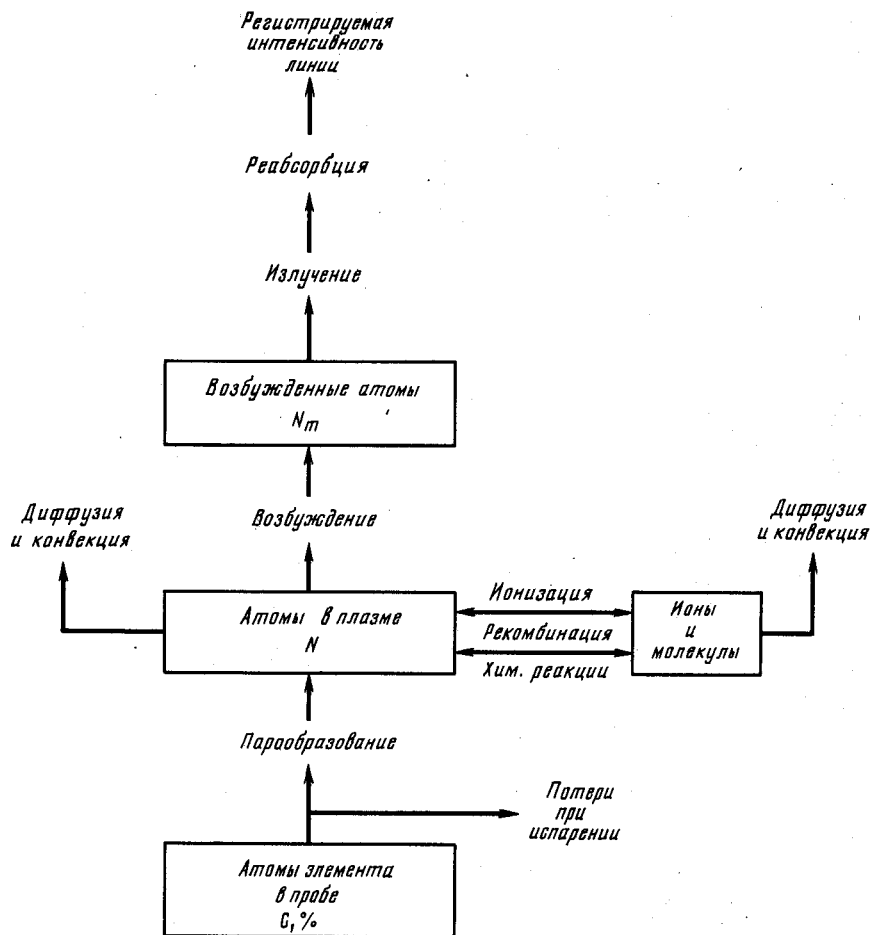 Регистрируемая
интенсивность
линии
Реабсорбция
Излучение
Возбужденные атомы
Nm
Диффузия
и конвекция
Возбуждение
Диффузия
и конвекция
Атомы в плазме
N
Ионизация
Рекомбинация
Хим. реакции
Ионы
и
молекулы
Парообразование
Потери
при
испарении
Атомы элемента
в пробе
C, %